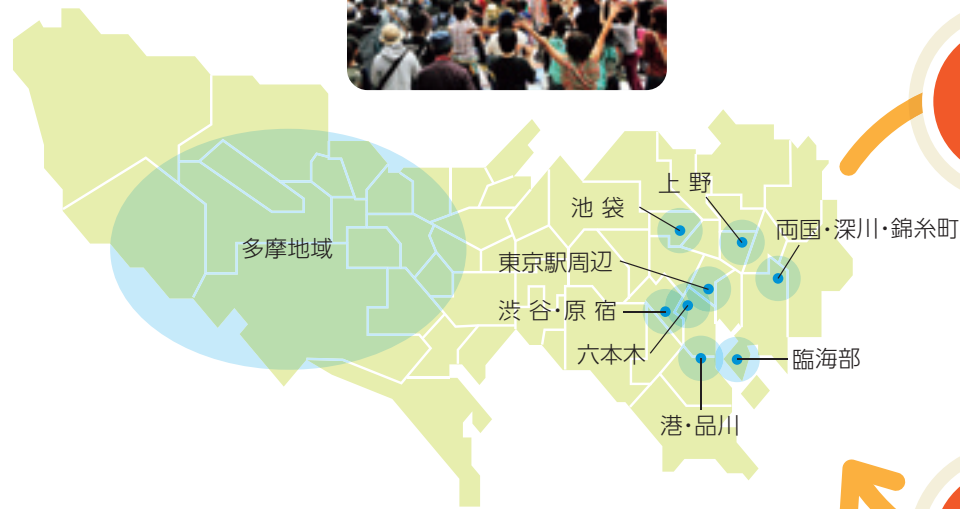 上 野
池 袋
両国・深川・錦糸町
多摩地域
東京駅周辺
渋 谷・原 宿
六本木
臨海部
港・品川